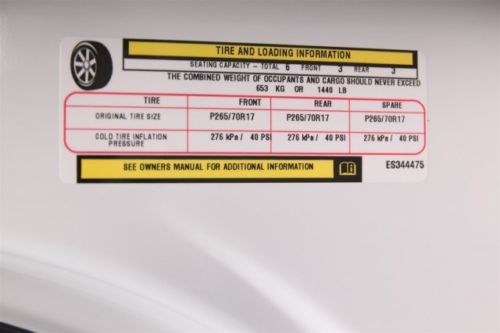 TIRE AND LOADING INFORMATION
SEATING CAPACITY - TOTAL 6 FRONT 3 REAR 3
THE COMBINED WEIGHT OF OCCUPANTS AND CARGO SHOULD NEVER EXCEED
653 KG OR 1440 LB
TIRE FRONT REAR SPARE
ORIGINAL TIRE SIZE P265/70R17 P265/70R17 P265/70R17
COLD TIRE INFLATION PRESSURE 276 kPa / 40 PSI 276 kPa / 40 PSI 276 kPa / 40 PSI
SEE OWNERS MANUAL FOR ADDITIONAL INFORMATION
ES344475